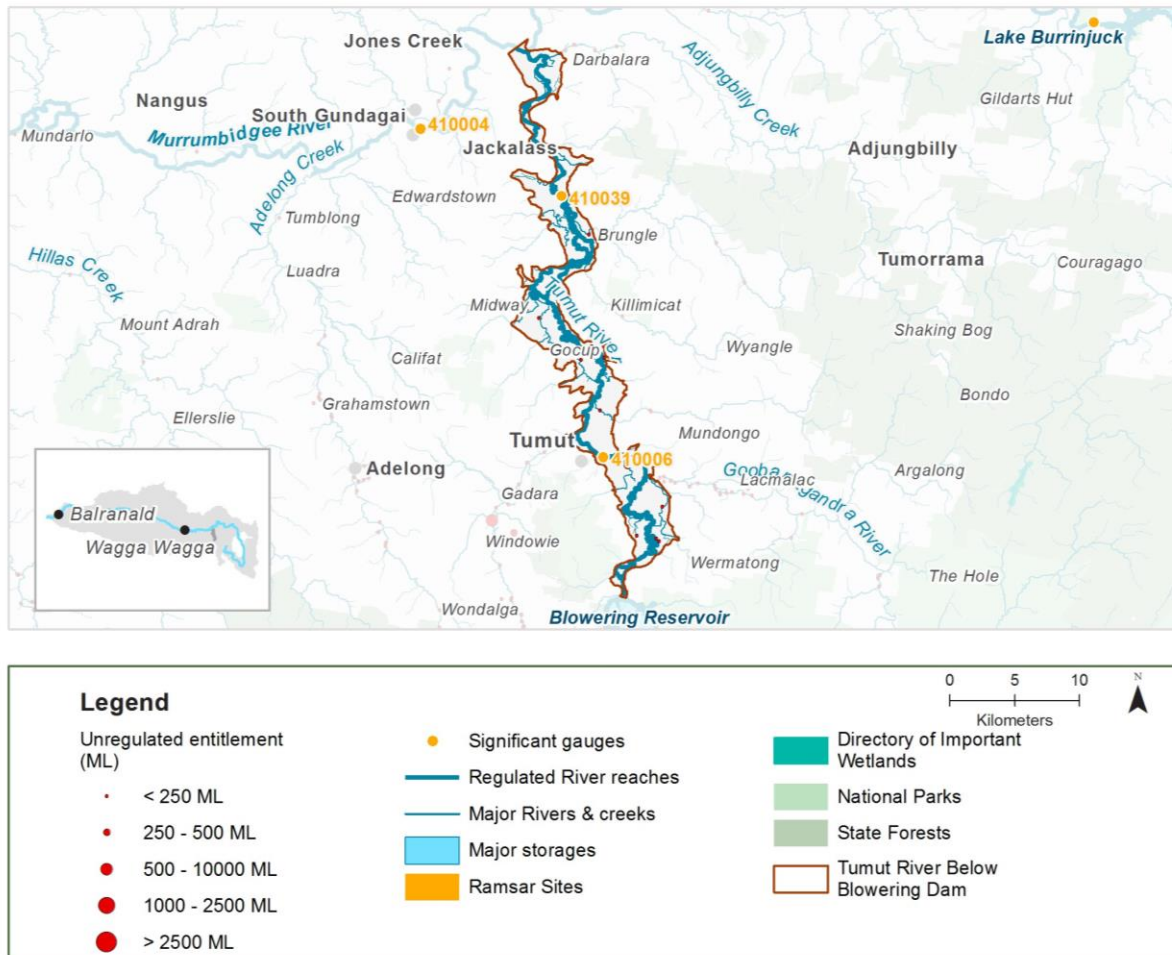 Lake Burrinjuck
Jones Creek
Darbalara
Adjungbilly Creek
Gildarts Hut
Nangus
South Gundagai
410004
Mundarlo
Murrumbidgee River
Jackalass
Adjungbilly
Adelong Creek
Edwardstown
410039
Tumblong
Brungle
Hillas Creek
Luadra
Tumorrama
Couragago
Midway
Tumut River
Killimicat
Mount Adrah
Shaking Bog
Califat
Gocup
Wyangle
Bondo
Grahamstown
Ellerslie
Tumut
Mundongo
410006
Adelong
Argalong
Lacmalac
River
Gadara
Balranald
Wagga Wagga
Windowie
Wermatong
The Hole
Wondalga
Blowering Reservoir
Legend
Unregulated entitlement
(ML)
< 250 ML
250 - 500 ML
500 - 10000 ML
1000 - 2500 ML
> 2500 ML
Significant gauges
Regulated River reaches
Major Rivers & creeks
Major storages
Ramsar Sites
0 5 10
Kilometers
N
Directory of Important
Wetlands
National Parks
State Forests
Tumut River Below
Blowering Dam